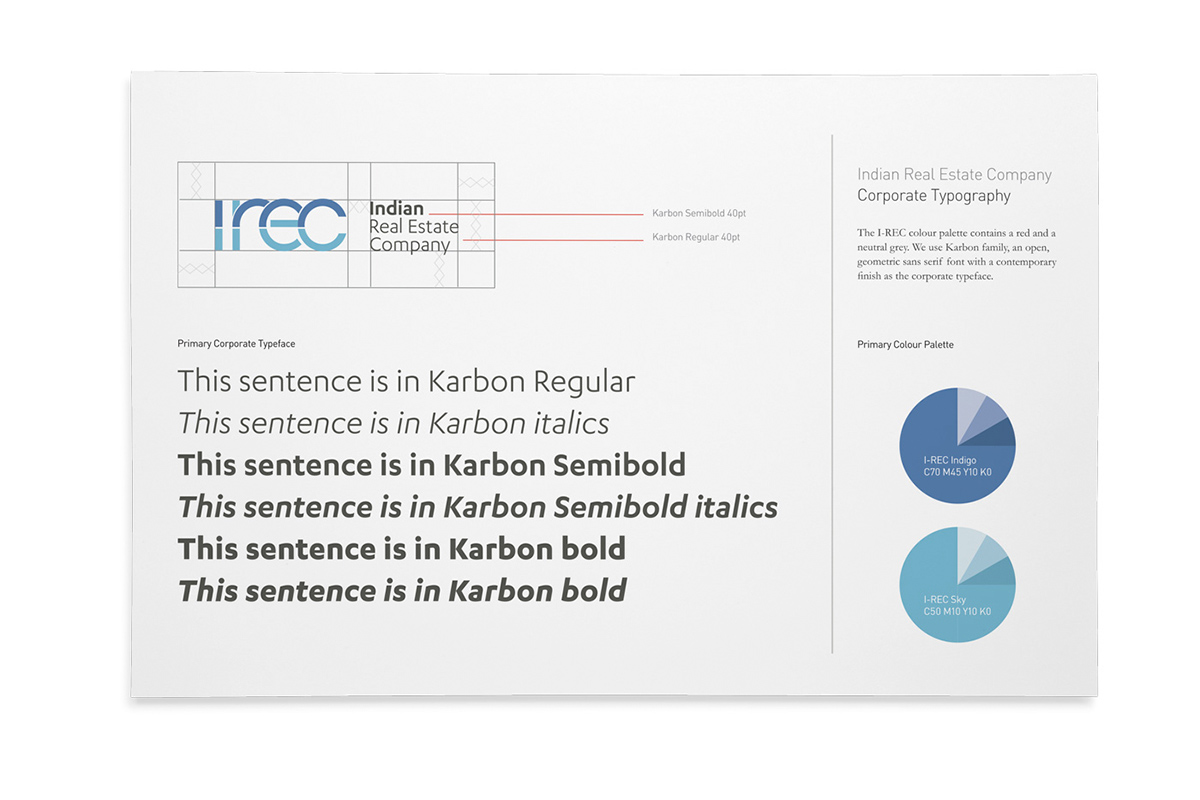 IREC
Indian
Real Estate
Company
Karbon Semibold 40pt
Karbon Regular 40pt
Primary Corporate Typeface
This sentence is in Karbon Regular
This sentence is in Karbon italics
This sentence is in Karbon Semibold
This sentence is in Karbon Semibold italics
This sentence is in Karbon bold
This sentence is in Karbon bold
Indian Real Estate Company
Corporate Typography
The I-REC colour palette contains a red and a
neutral grey. We use Karbon family, an open,
geometric sans serif font with a contemporary
finish as the corporate typeface.
Primary Colour Palette
I-REC Indigo
C70 M45 Y10 K0
I-REC Sky
C50 M10 Y10 K0